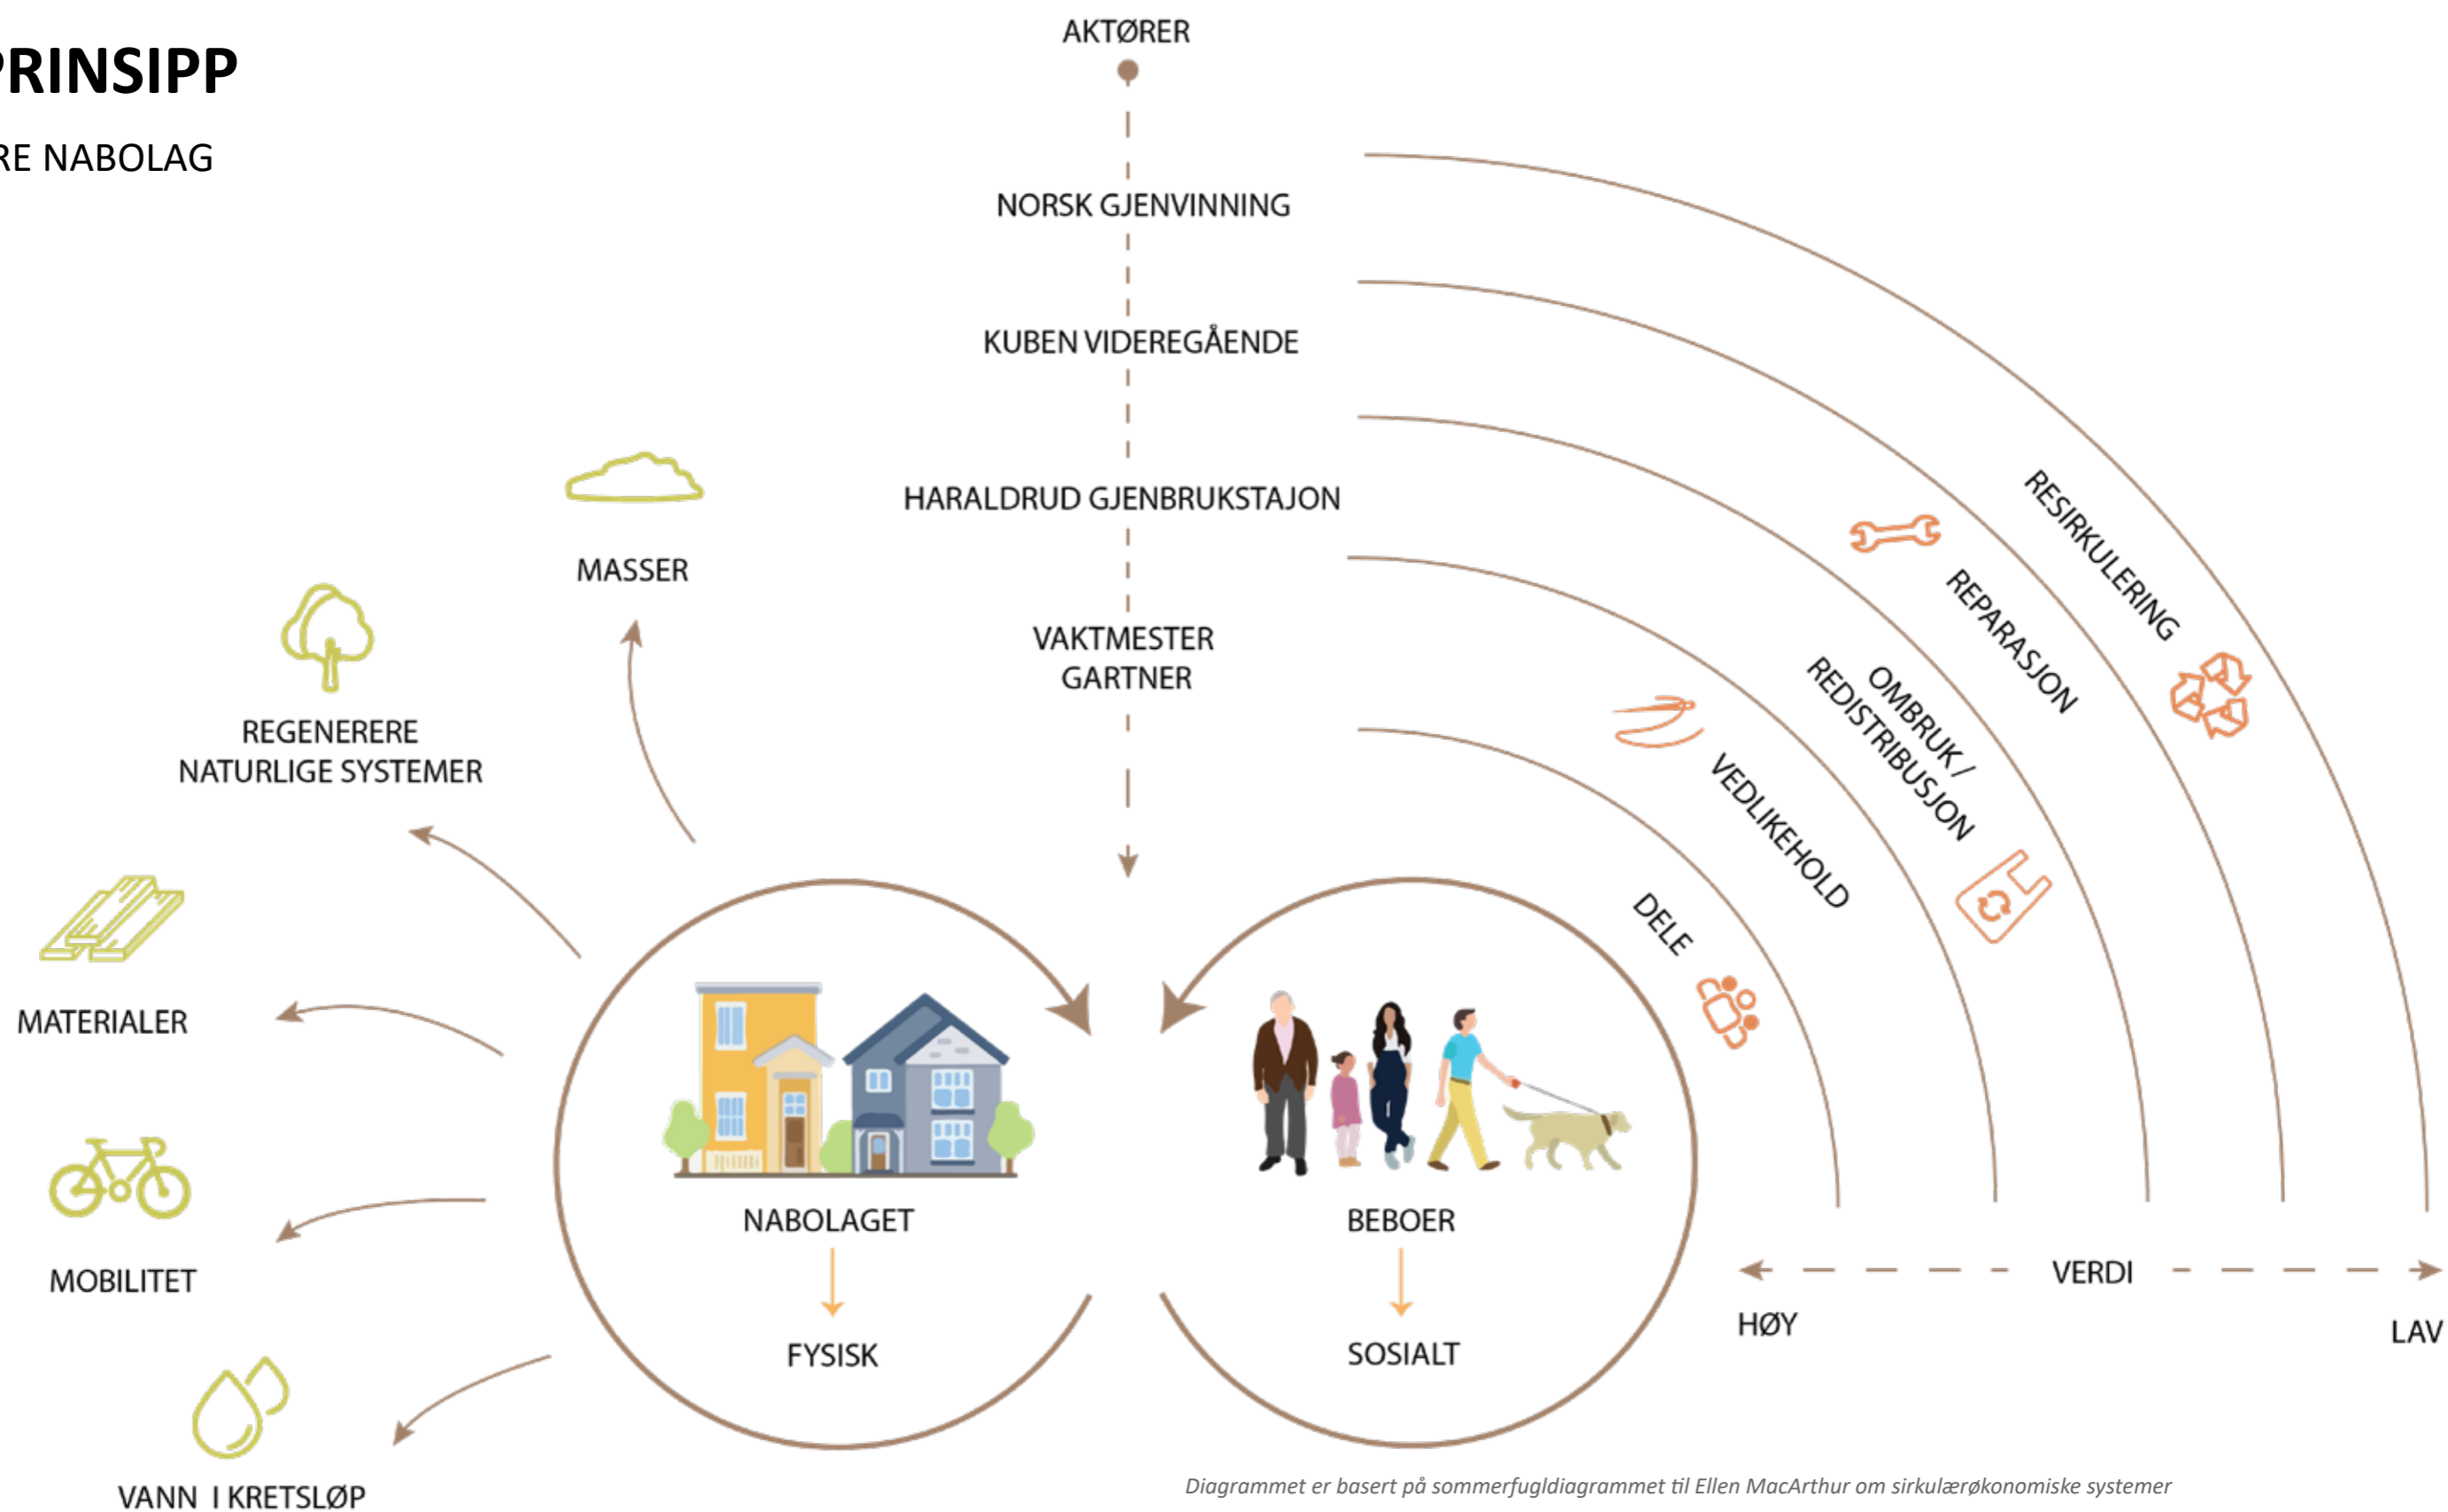 PRINSIPP
RE NABOLAG
AKTØRER
NORSK GJENVINNING
KUBEN VIDEREGÅENDE
HARALDRUD GJENBRUKSTAJON
VAKTMESTER
GARTNER
MASSER
REGENERERE
NATURLIGE SYSTEMER
MATERIALER
MOBILITET
VANN I KRETSLØP
NABOLAGET
FYSISK
BEBOER
SOSIALT
DELE
VEDLIKEHOLD
OMBRUK /
REDISTRIBUSJON
REPARASJON
RESIRKULERING
VERDI
HØY
LAV
Diagrammet er basert på sommerfugldiagrammet til Ellen MacArthur om sirkulærøkonomiske systemer